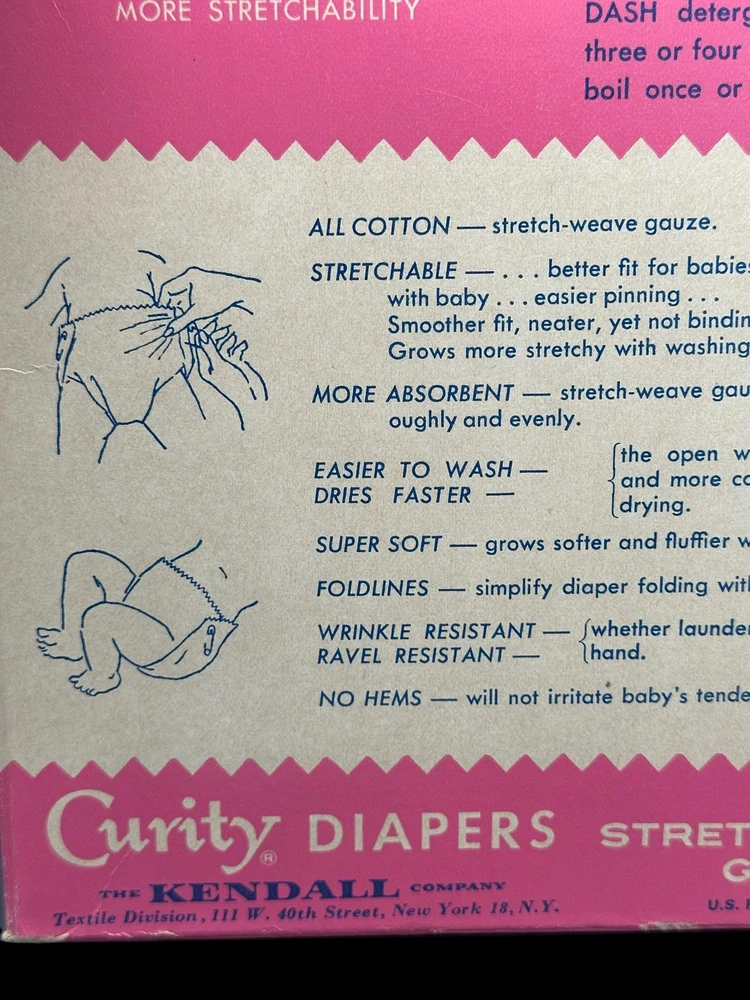 MORE STRETCHABILITY
DASH deterg
three or four
boil once or
ALL COTTON — stretch-weave gauze.
STRETCHABLE — . . . better fit for babies
with baby . . . easier pinning . . .
Smoother fit, neater, yet not bindin
Grows more stretchy with washing
MORE ABSORBENT — stretch-weave gau
oughly and evenly.
EASIER TO WASH —
DRIES FASTER —
the open w
and more co
drying.
SUPER SOFT — grows softer and fluffier w
FOLDLINES — simplify diaper folding with
WRINKLE RESISTANT — whether launder
RAVEL RESISTANT — hand.
NO HEMS — will not irritate baby's tende
Curity® DIAPERS STRET
G
THE KENDALL COMPANY
Textile Division, 111 W. 40th Street, New York 18, N.Y.
U.S.